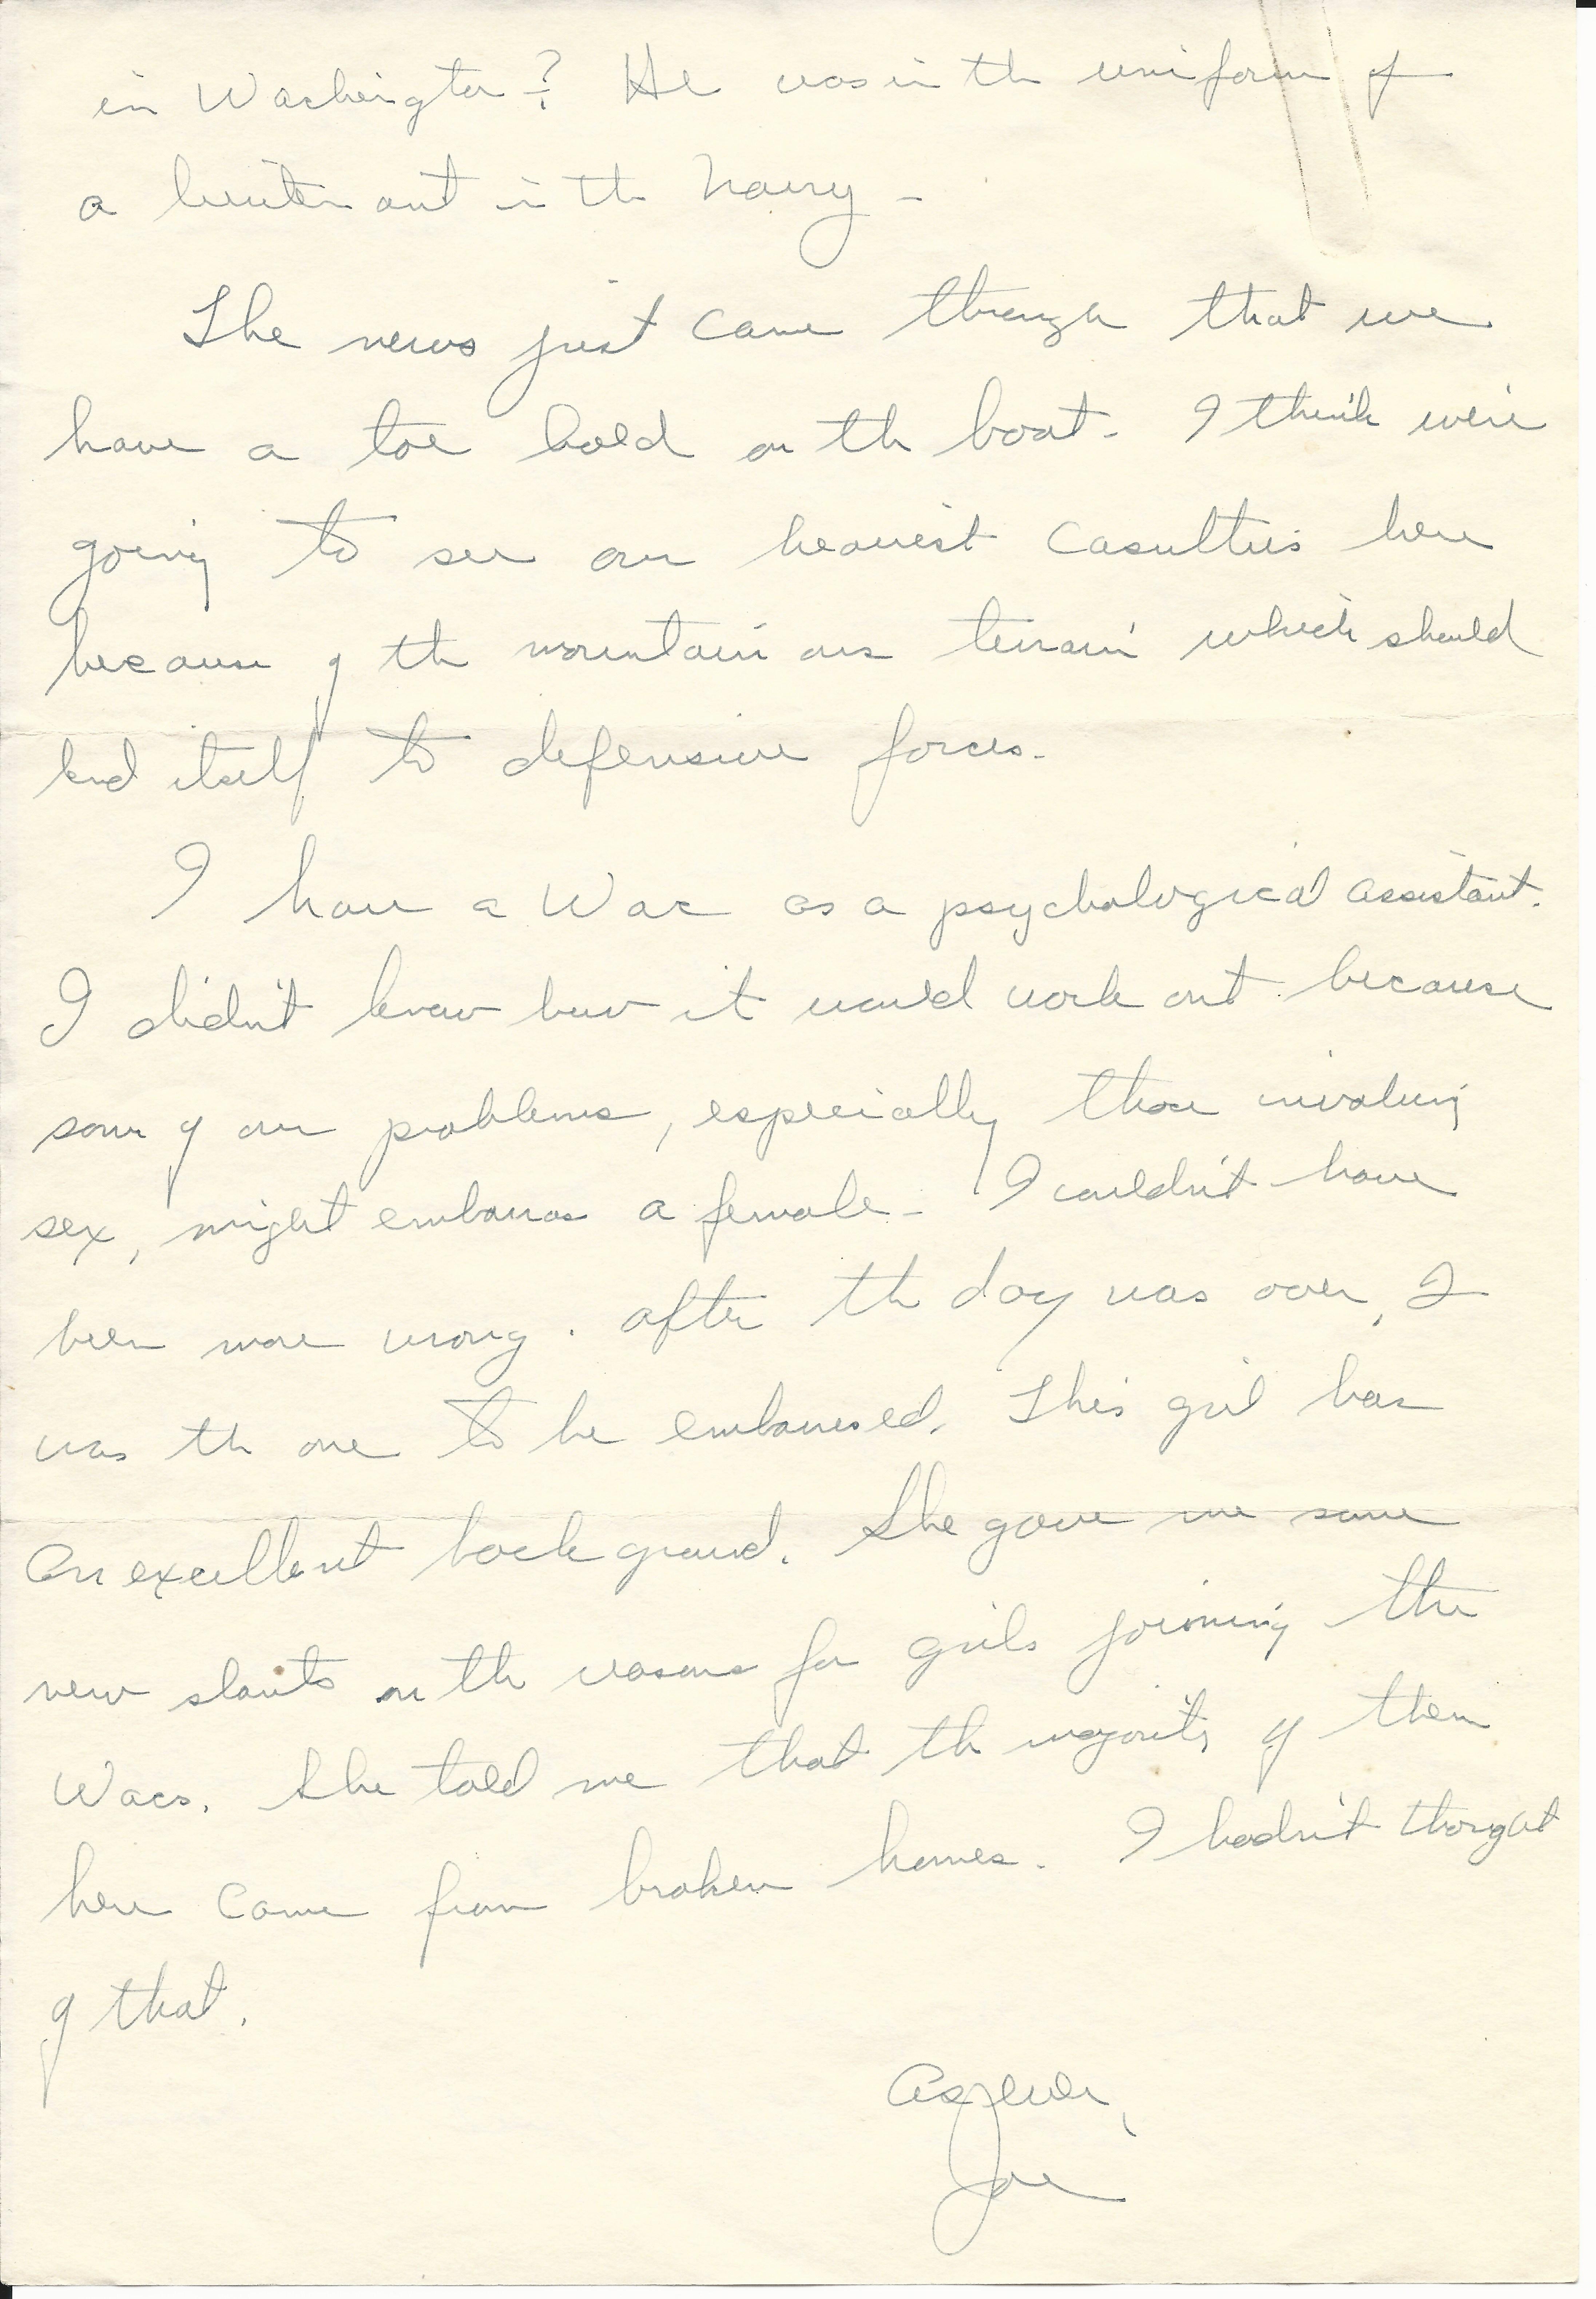 in Washington? He was in the uniform of
a lieutenant in the Navy -
The news just came through that we
have a toe hold on the boot. I think we're
going to see our heaviest casulties here
because of the mountainous terrain which should
lend itself to defensive forces.
I have a Wac as a psychological assistant.
I didn't know how it would work out because
some of our problems, especially those involving
sex, might embarras a female - I couldn't have
been more wrong. After the day was over, I
was the one to be embarrased. This girl has
an excellent background. She gave me some
new slants on the reasons for girls joining the
Wacs. She told me that the majority of them
here came from broken homes. I hadn't thought
of that.
As ever,
Joe